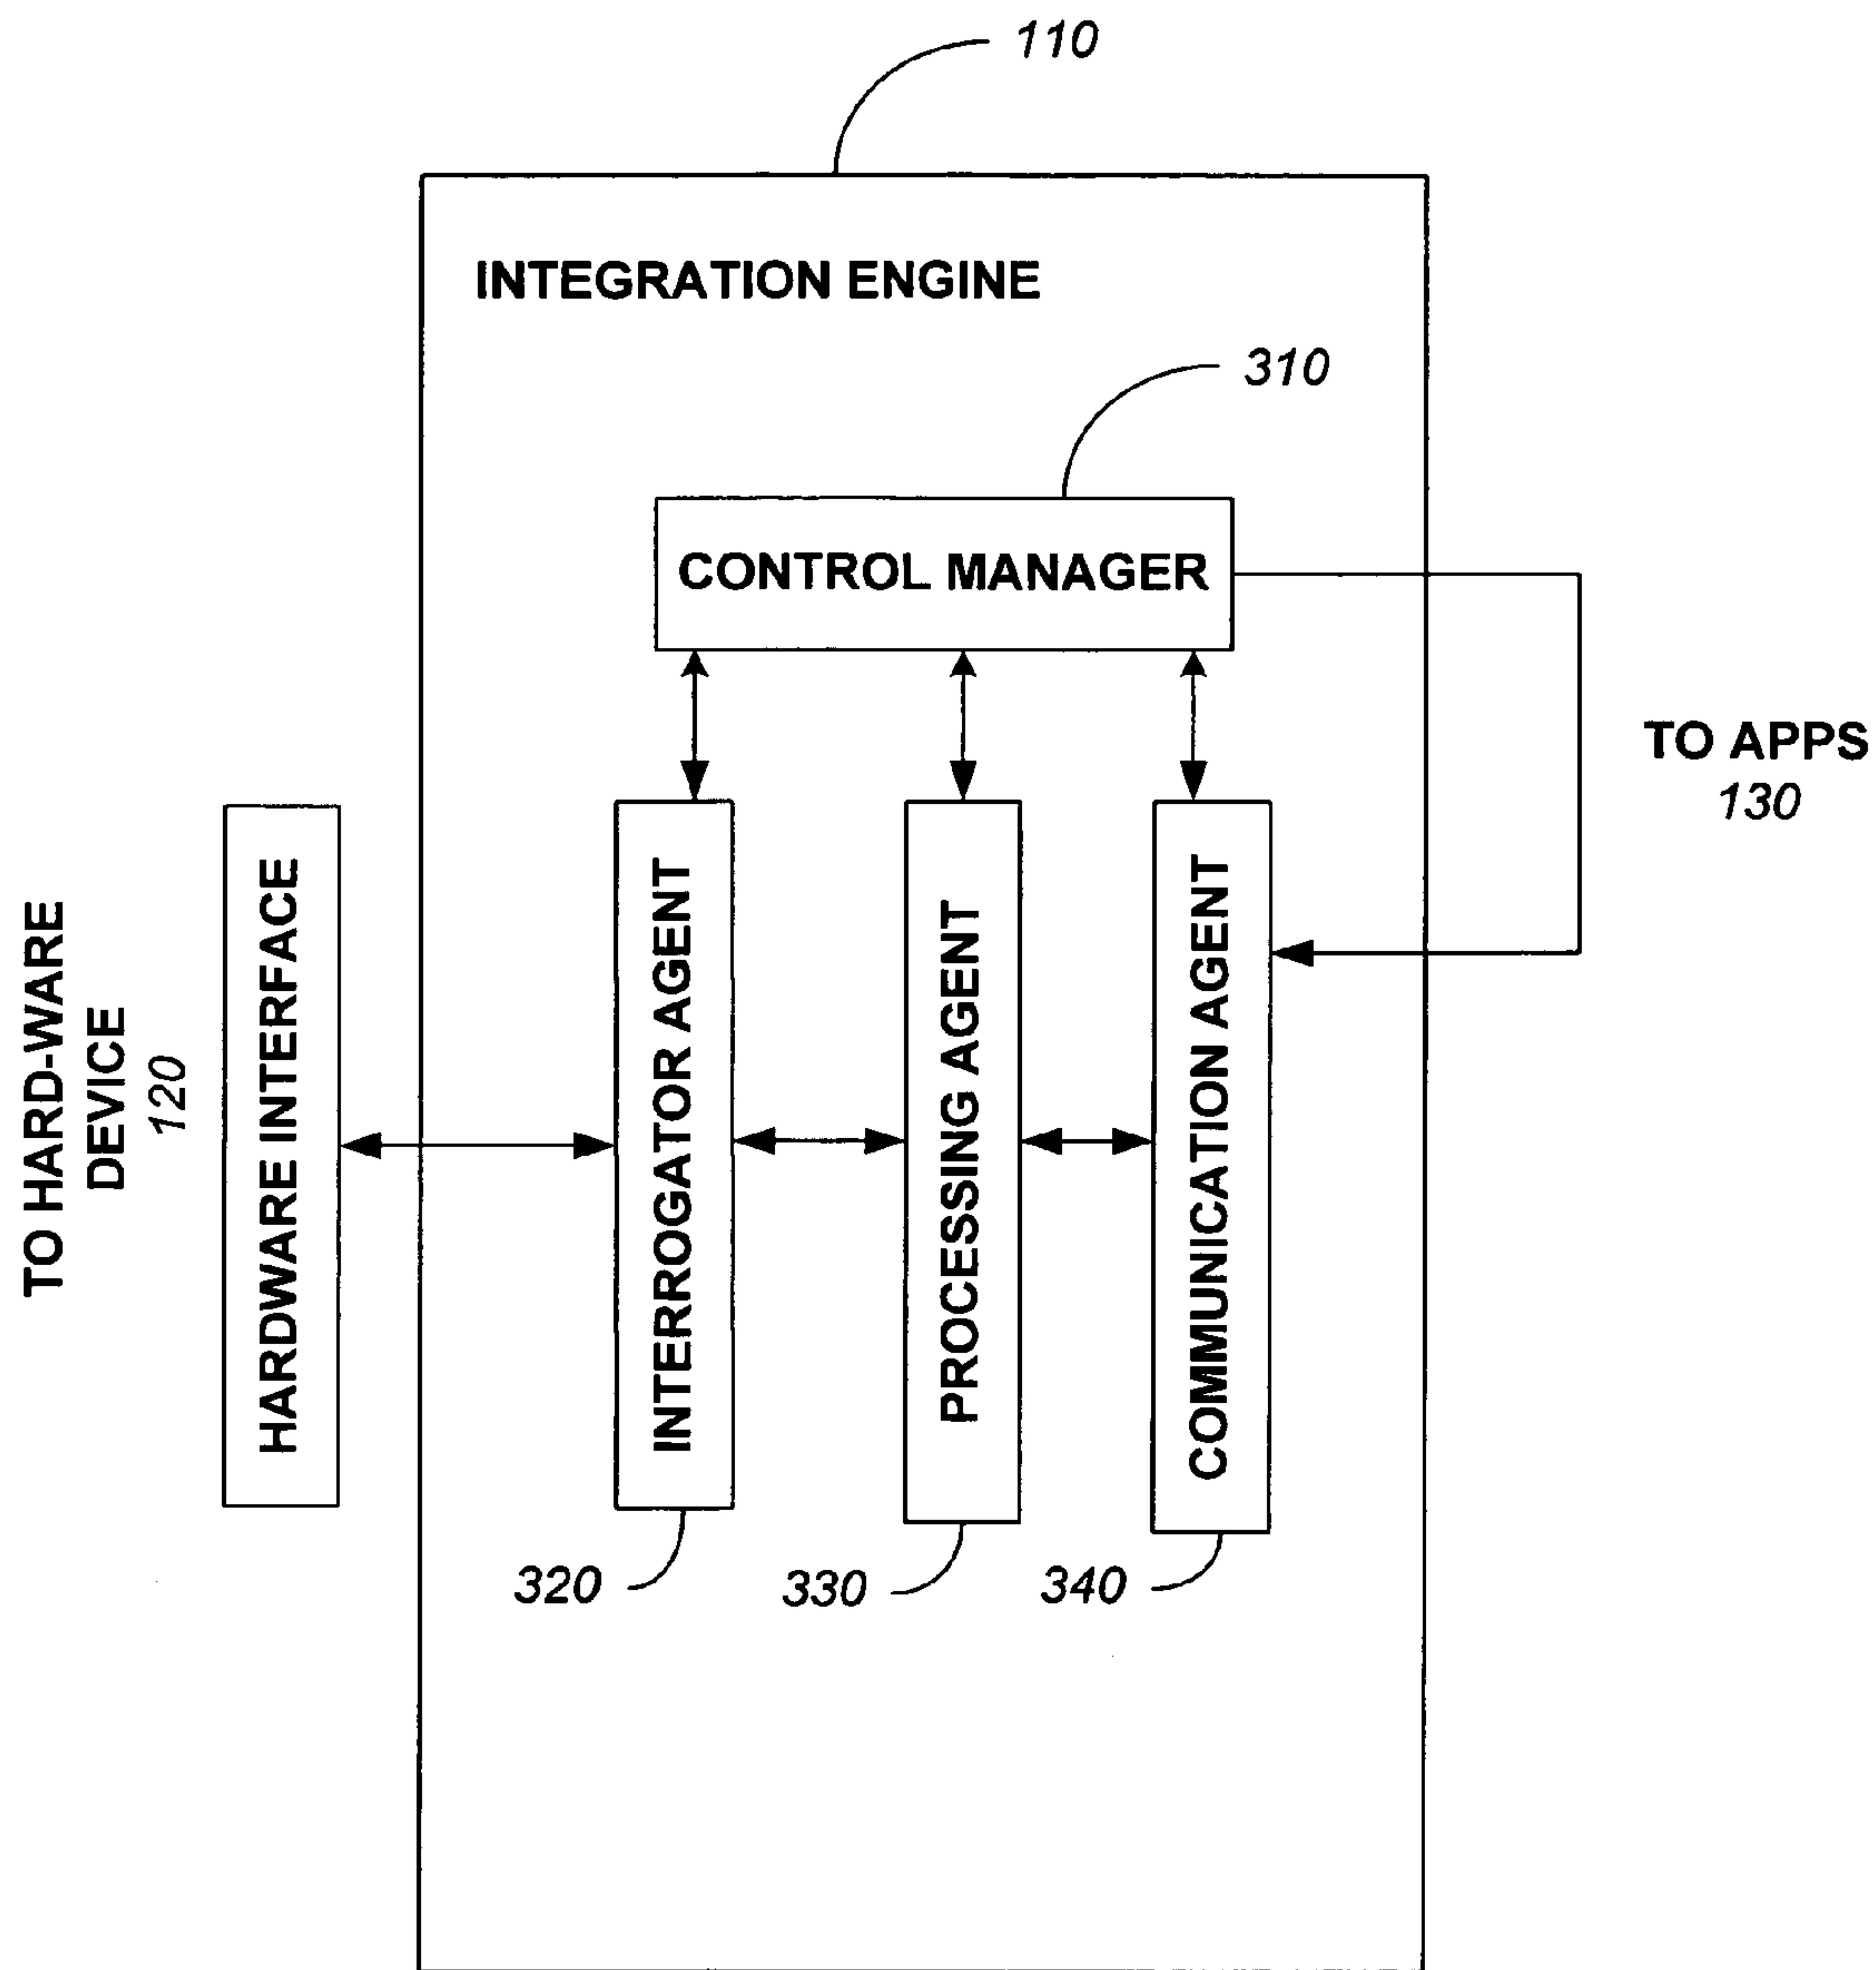 110
INTEGRATION ENGINE
310
CONTROL MANAGER
TO APPS
130
TO HARD-WARE
DEVICE
120
HARDWARE INTERFACE
INTERROGATOR AGENT
PROCESSING AGENT
COMMUNICATION AGENT
320
330
340